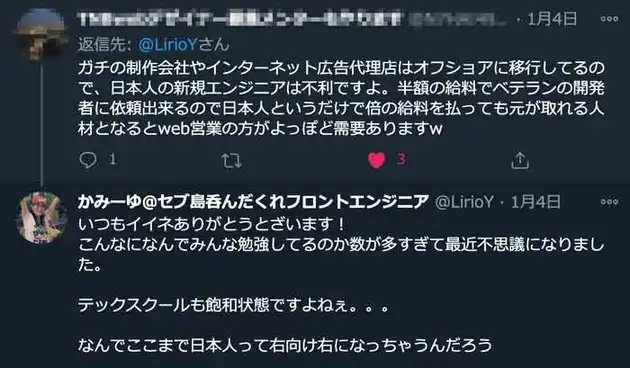 ・1月4日
返信先: @LirioYさん
ガチの制作会社やインターネット広告代理店はオフショアに移行してるの
で、日本人の新規エンジニアは不利ですよ。半額の給料でベテランの開発
者に依頼出来るので日本人というだけで倍の給料を払っても元が取れる人
材となるとweb営業の方がよっぽど需要ありますw
1
3
かみーゆ@セブ島呑んだくれフロントエンジニア @LirioY・1月4日
いつもイイネありがとうとざいます！
こんなになんでみんな勉強してるのか数が多すぎて最近不思議になりまし
た。
テックスクールも飽和状態ですよねぇ。。。
なんでここまで日本人って右向け右になっちゃうんだろう